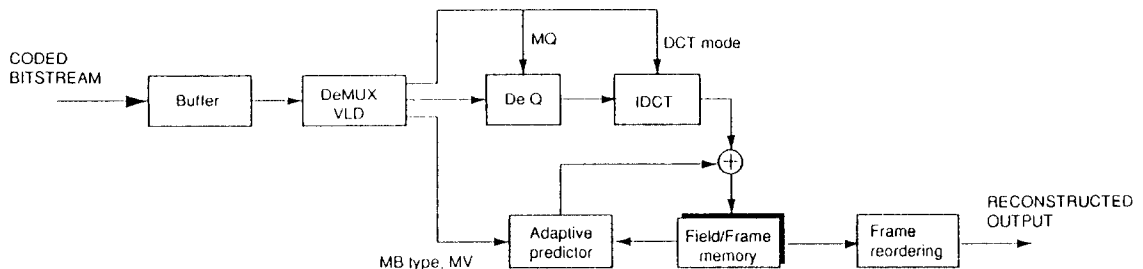 CODED
BITSTREAM
Buffer
DeMUX
VLD
MQ
De Q
DCT mode
IDCT
Adaptive
predictor
MB type, MV
Field/Frame
memory
Frame
reordering
RECONSTRUCTED
OUTPUT